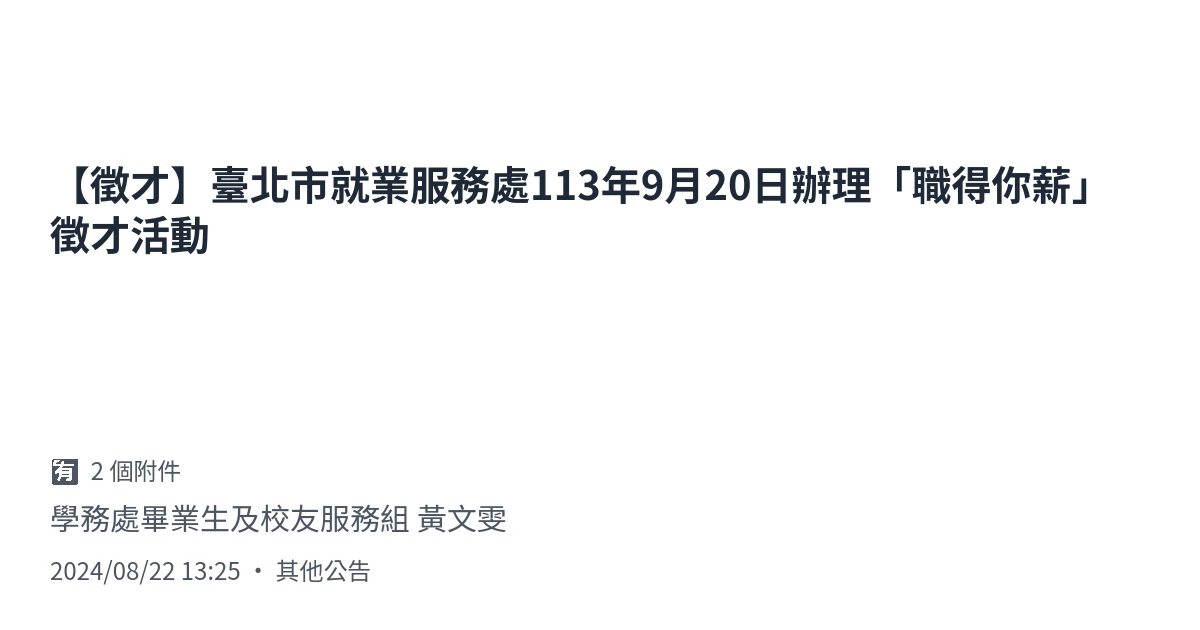 【徵才】臺北市就業服務處113年9月20日辦理「職得你薪」
徵才活動
有 2 個附件
學務處畢業生及校友服務組 黃文雯
2024/08/22 13:25 • 其他公告